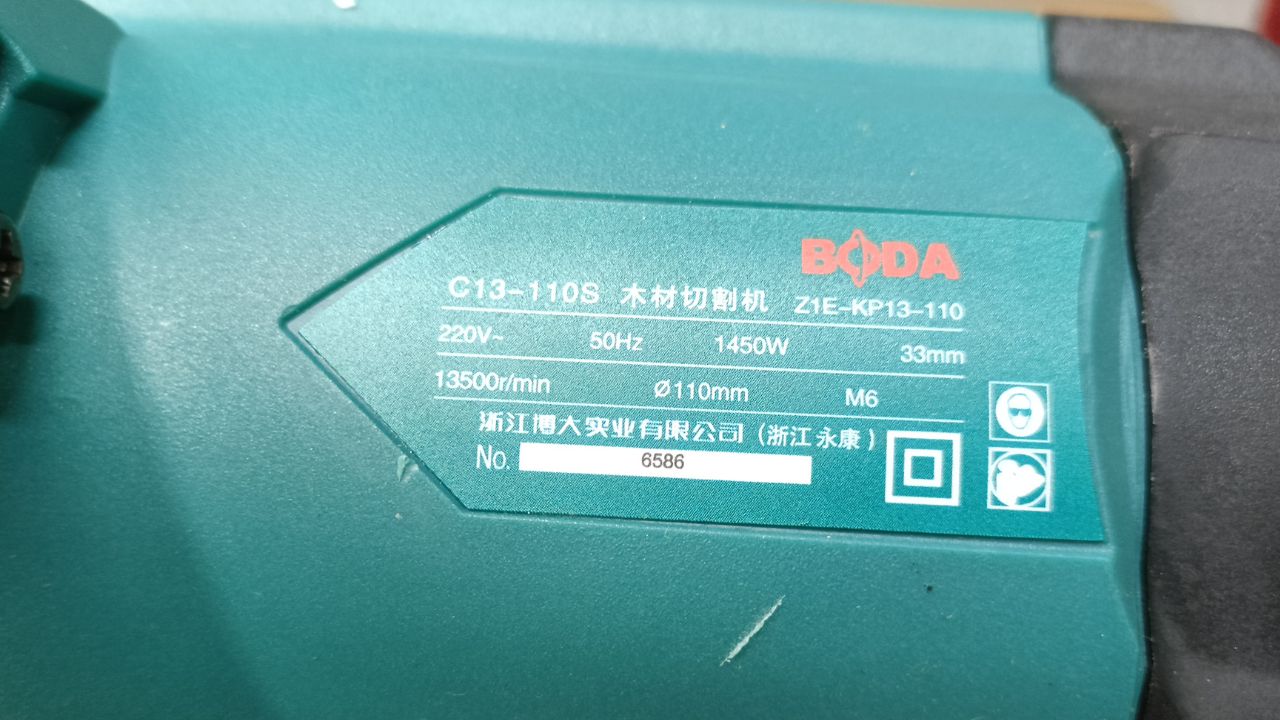 BODA
C13-110S 木材切割机 Z1E-KP13-110
220V~ 50Hz 1450W 33mm
13500r/min Ø110mm M6
浙江博大实业有限公司 (浙江永康)
No. 6586